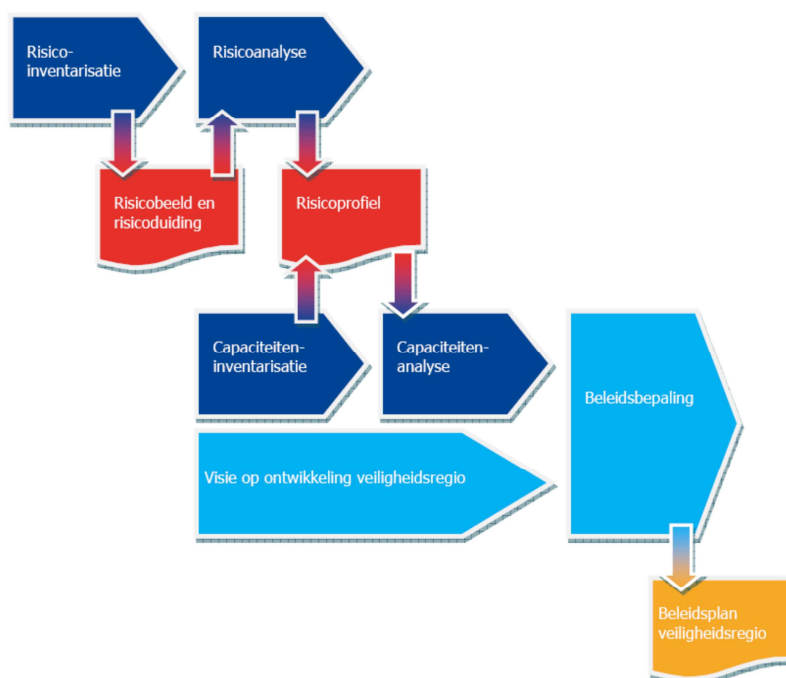 Risico-
inventarisatie
Risicoanalyse
Risicobeeld en
risicoduiding
Risicoprofiel
Capaciteiten-
inventarisatie
Capaciteiten-
analyse
Beleidsbepaling
Visie op ontwikkeling veiligheidsregio
Beleidsplan
veiligheidsregio